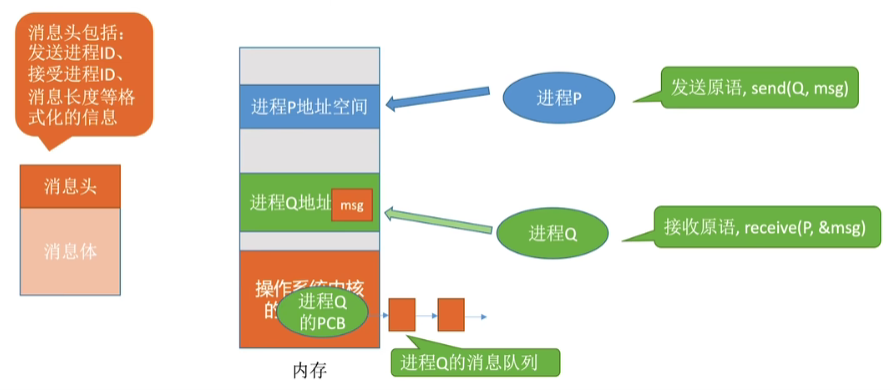 消息头包括：
发送进程ID、
接受进程ID、
消息长度等格
式化的信息
消息头
消息体
进程P地址空间
进程Q地址
msg
操作系统内核
的
进程Q
的PCB
内存
进程P
发送原语, send(Q, msg)
进程Q
接收原语, receive(P, &msg)
进程Q的消息队列